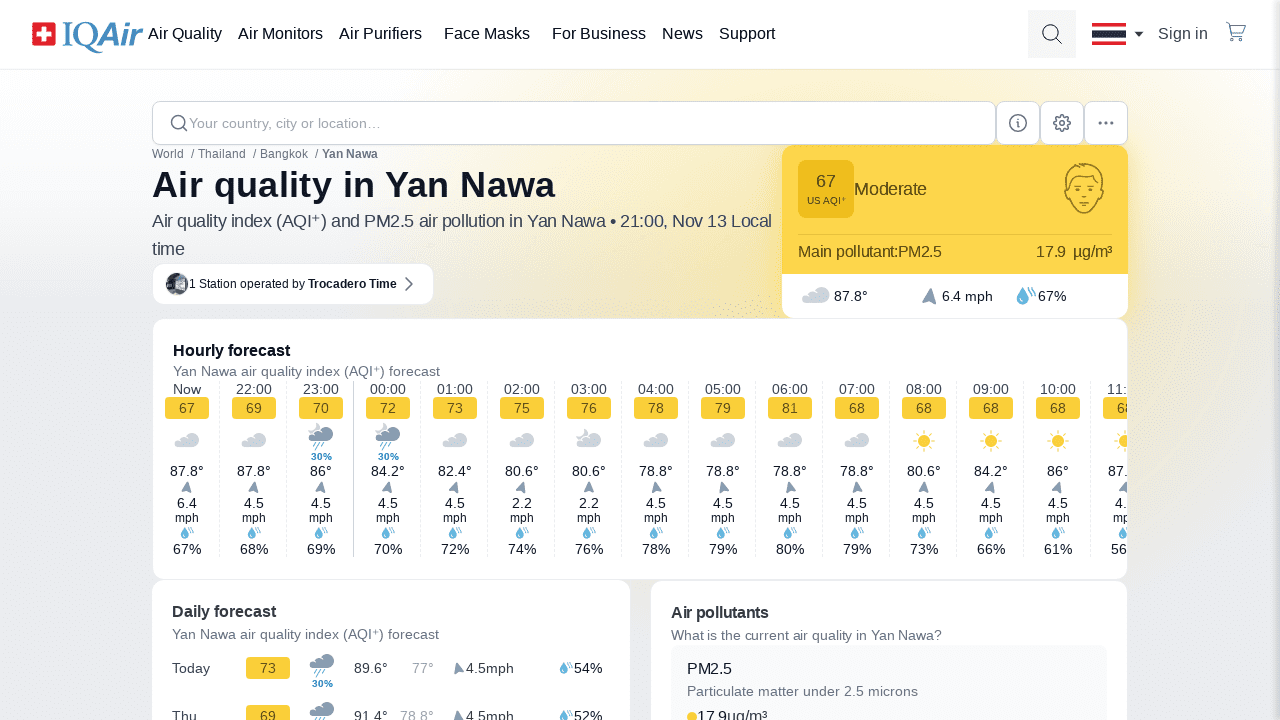 IQAir Air Quality Air Monitors Air Purifiers Face Masks For Business News Support Sign in
Your country, city or location…
World / Thailand / Bangkok / Yan Nawa
Air quality in Yan Nawa
Air quality index (AQI⁺) and PM2.5 air pollution in Yan Nawa • 21:00, Nov 13 Local
time
1 Station operated by Trocadero Time
67
US AQI⁺
Moderate
Main pollutant:PM2.5 17.9 µg/m³
87.8° 6.4 mph 67%
Hourly forecast
Yan Nawa air quality index (AQI⁺) forecast
Now 22:00 23:00 00:00 01:00 02:00 03:00 04:00 05:00 06:00 07:00 08:00 09:00 10:00
67 69 70 72 73 75 76 78 79 81 68 68 68 68
30% 30%
87.8° 87.8° 86° 84.2° 82.4° 80.6° 80.6° 78.8° 78.8° 78.8° 78.8° 80.6° 84.2° 86°
6.4 4.5 4.5 4.5 4.5 2.2 2.2 4.5 4.5 4.5 4.5 4.5 4.5 4.5
mph mph mph mph mph mph mph mph mph mph mph mph mph mph
67% 68% 69% 70% 72% 74% 76% 78% 79% 80% 79% 73% 66% 61%
Daily forecast
Yan Nawa air quality index (AQI⁺) forecast
Today 73 89.6° 77° 4.5mph 54%
30%
Thu 69 91.4° 78.8° 4.5mph 52%
Air pollutants
What is the current air quality in Yan Nawa?
PM2.5
Particulate matter under 2.5 microns
17.9µg/m³